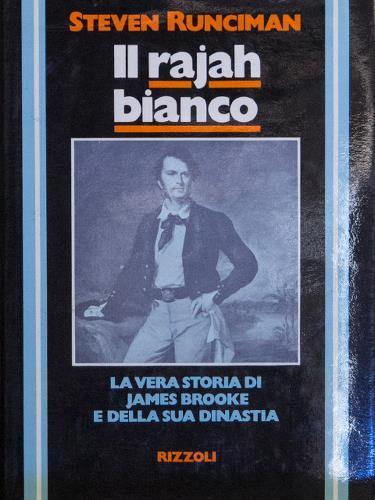 STEVEN RUNCIMAN
Il rajah
bianco
LA VERA STORIA DI
JAMES BROOKE
E DELLA SUA DINASTIA
RIZZOLI